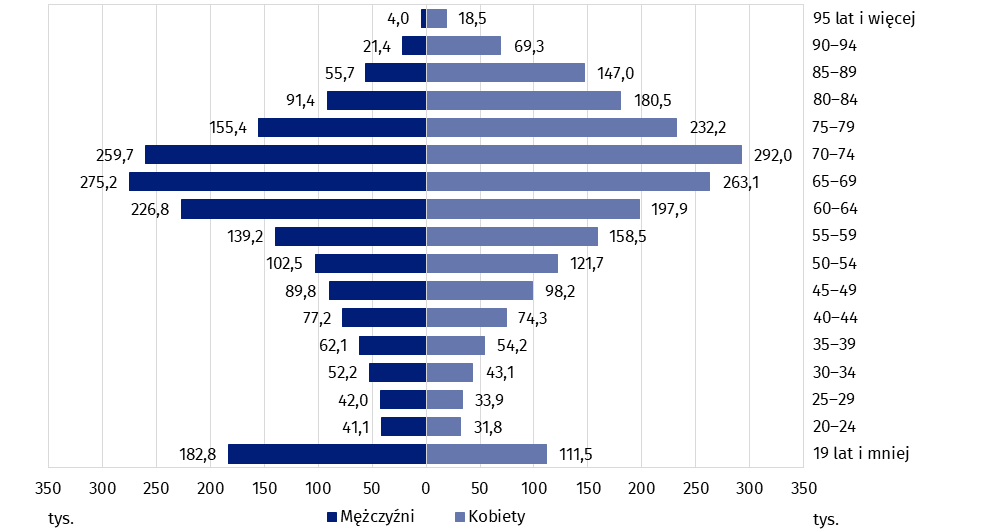 4,0 18,5 95 lat i więcej
21,4 69,3 90–94
55,7 147,0 85–89
91,4 180,5 80–84
155,4 232,2 75–79
259,7 292,0 70–74
275,2 263,1 65–69
226,8 197,9 60–64
139,2 158,5 55–59
102,5 121,7 50–54
89,8 98,2 45–49
77,2 74,3 40–44
62,1 54,2 35–39
52,2 43,1 30–34
42,0 33,9 25–29
41,1 31,8 20–24
182,8 111,5 19 lat i mniej
350 300 250 200 150 100 50 0 50 100 150 200 250 300 350
tys. Mężczyźni Kobiety tys.